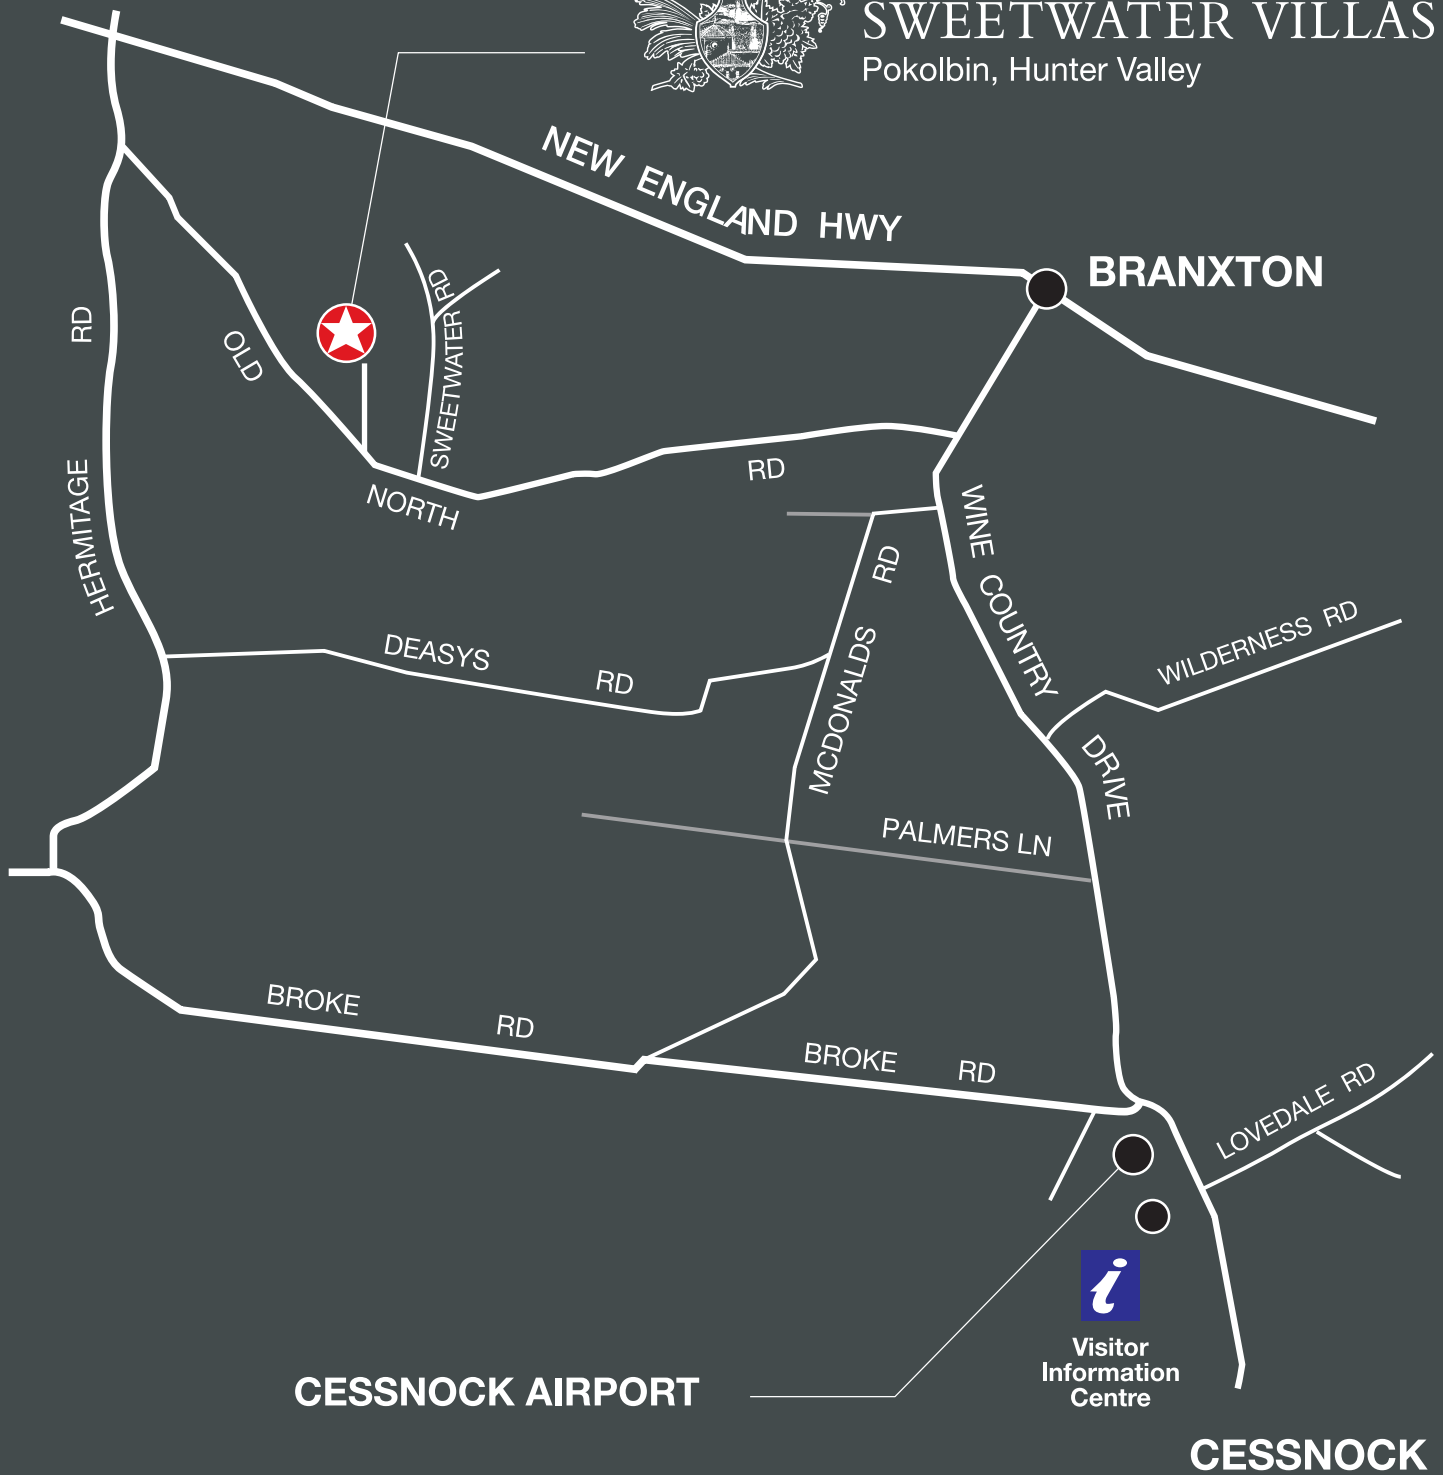 SWEETWATER VILLAS
Pokolbin, Hunter Valley
NEW ENGLAND HWY
BRANXTON
SWEETWATER RD
OLD
NORTH
RD
HERMITAGE RD
WINE COUNTRY
DRIVE
MCDONALDS RD
DEASYS RD
WILDERNESS RD
PALMERS LN
BROKE RD
BROKE RD
LOVEDALE RD
i
Visitor
Information
Centre
CESSNOCK AIRPORT
CESSNOCK